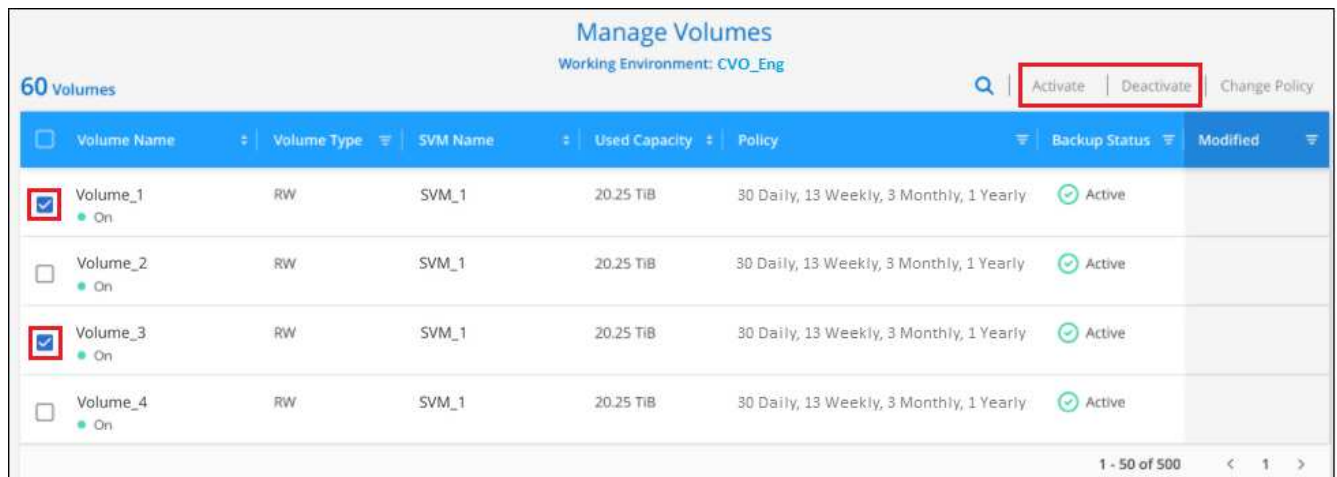 Manage Volumes
Working Environment: CVO_Eng
60 Volumes
Activate | Deactivate | Change Policy
Volume Name Volume Type SVM Name Used Capacity Policy Backup Status Modified
Volume_1 RW SVM_1 20.25 TiB 30 Daily, 13 Weekly, 3 Monthly, 1 Yearly Active
On
Volume_2 RW SVM_1 20.25 TiB 30 Daily, 13 Weekly, 3 Monthly, 1 Yearly Active
On
Volume_3 RW SVM_1 20.25 TiB 30 Daily, 13 Weekly, 3 Monthly, 1 Yearly Active
On
Volume_4 RW SVM_1 20.25 TiB 30 Daily, 13 Weekly, 3 Monthly, 1 Yearly Active
On
1 - 50 of 500 < 1 >